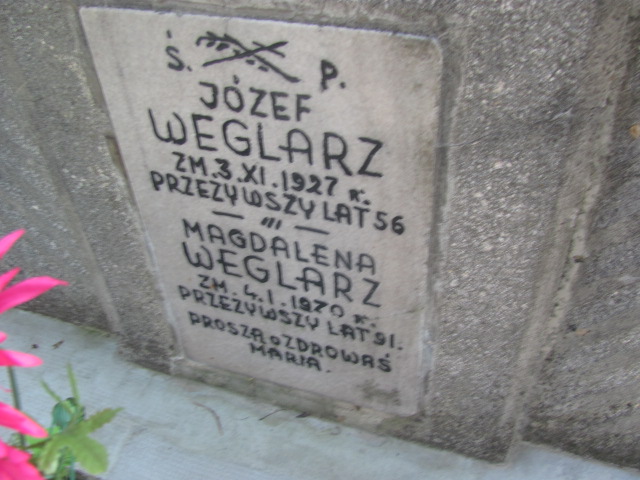 Ś. P.
JÓZEF
WEGLARZ
ZM. 3. XI. 1927 R.
PRZEŻYWSZY LAT 56
MAGDALENA
WEGLARZ
ZM. 4. I. 1970 R.
PRZEŻYWSZY LAT 91.
PROSZĄ O ZDROWAŚ
MARIA.